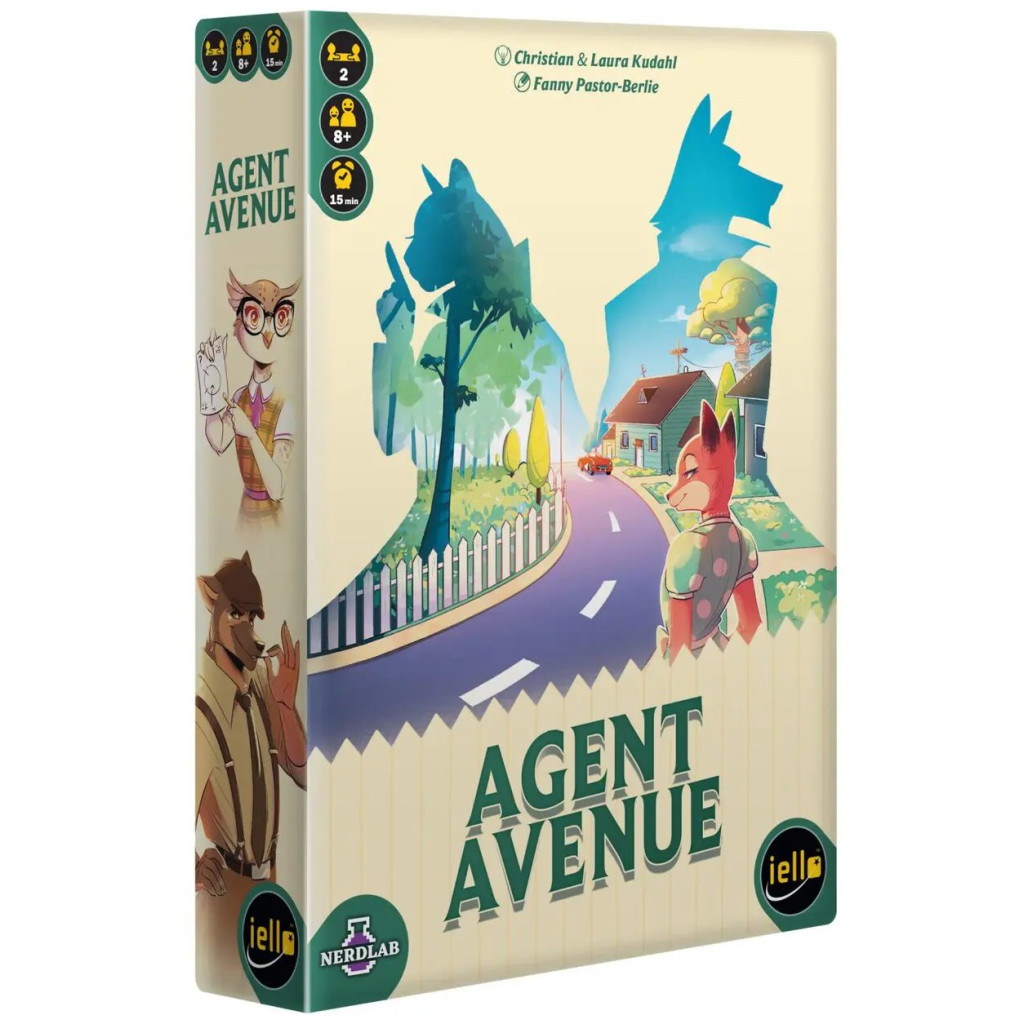 2
8+
15 min
AGENT
AVENUE
iello
2
8+
15 min
Christian & Laura Kudahl
Fanny Pastor-Berlie
AGENT
AVENUE
NERDLAB
iello